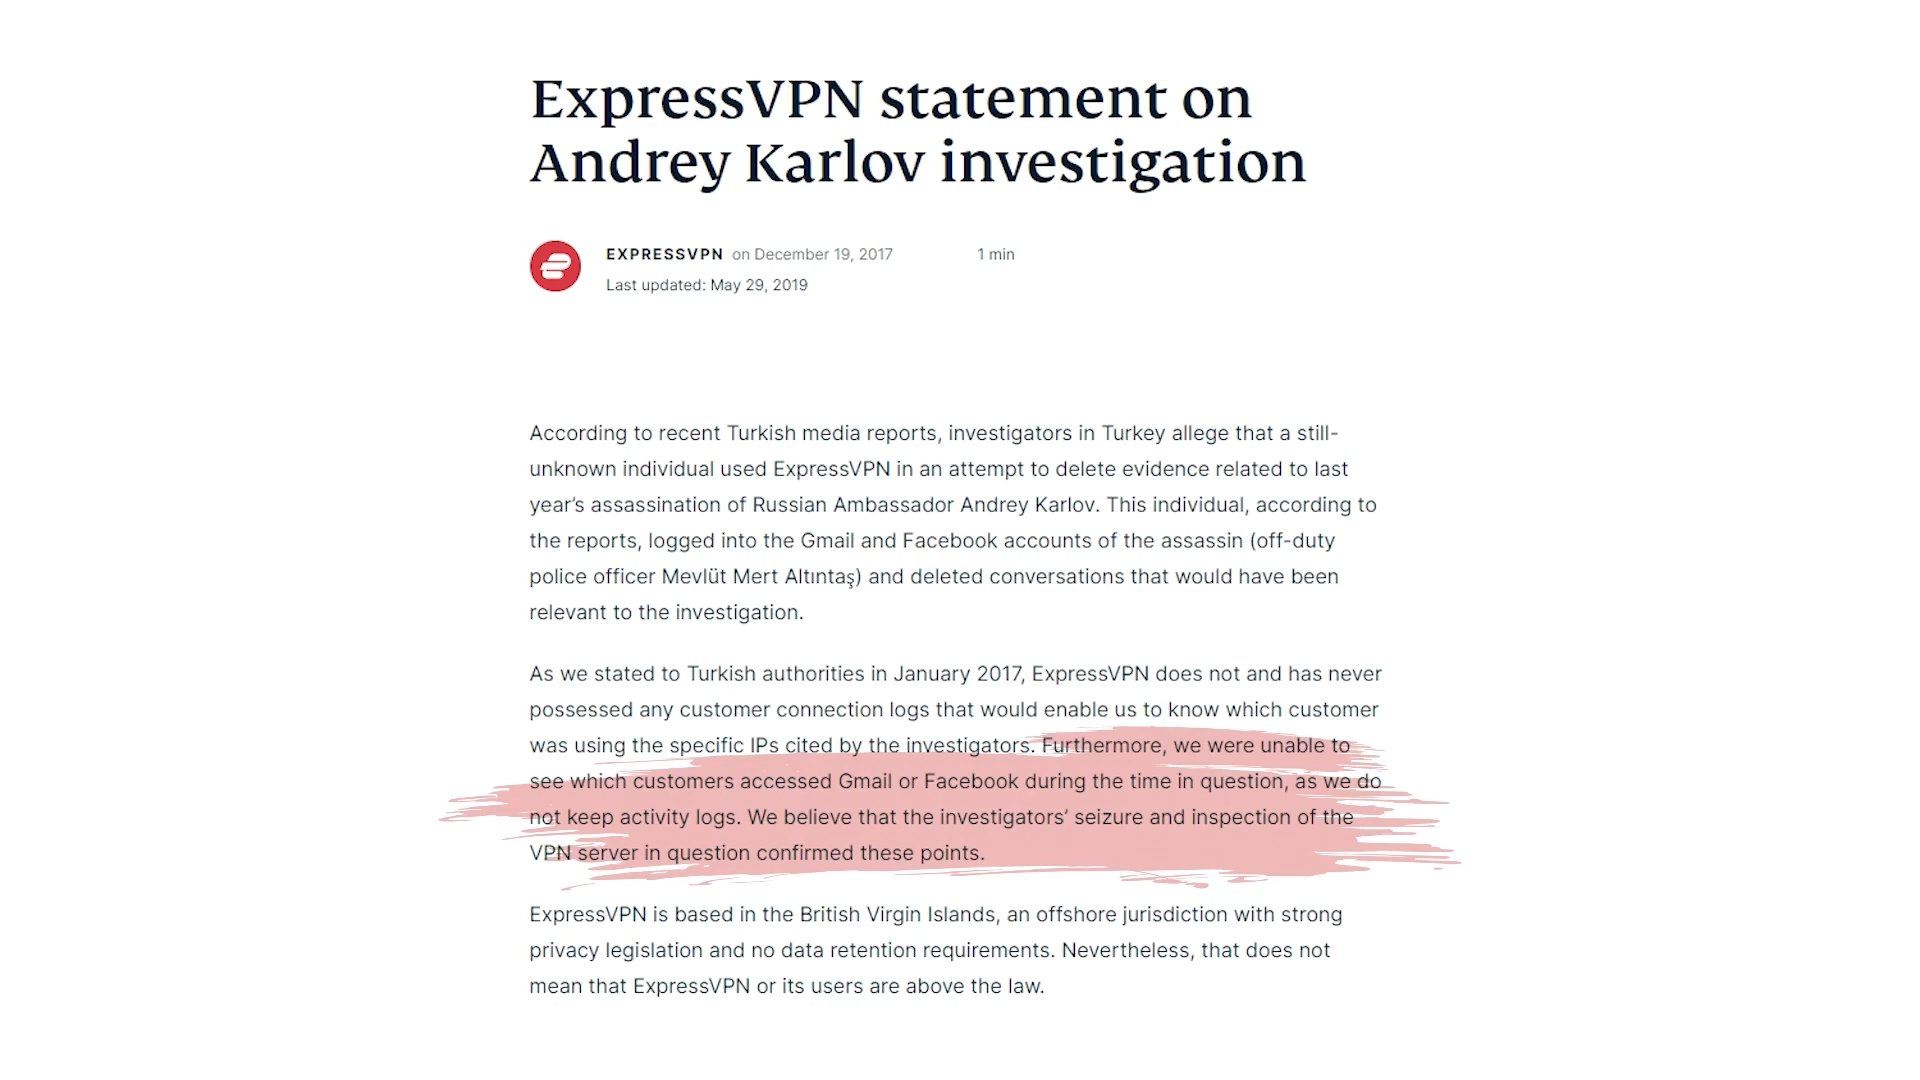 ExpressVPN statement on
Andrey Karlov investigation
EXPRESSVPN on December 19, 2017 1 min
Last updated: May 29, 2019
According to recent Turkish media reports, investigators in Turkey allege that a still-
unknown individual used ExpressVPN in an attempt to delete evidence related to last
year’s assassination of Russian Ambassador Andrey Karlov. This individual, according to
the reports, logged into the Gmail and Facebook accounts of the assassin (off-duty
police officer Mevlüt Mert Altıntaş) and deleted conversations that would have been
relevant to the investigation.
As we stated to Turkish authorities in January 2017, ExpressVPN does not and has never
possessed any customer connection logs that would enable us to know which customer
was using the specific IPs cited by the investigators. Furthermore, we were unable to
see which customers accessed Gmail or Facebook during the time in question, as we do
not keep activity logs. We believe that the investigators’ seizure and inspection of the
VPN server in question confirmed these points.
ExpressVPN is based in the British Virgin Islands, an offshore jurisdiction with strong
privacy legislation and no data retention requirements. Nevertheless, that does not
mean that ExpressVPN or its users are above the law.